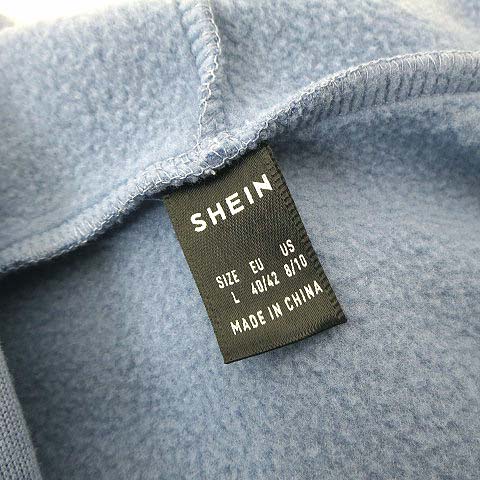 SHEIN
SIZE EU US
L 40/42 8/10
MADE IN CHINA